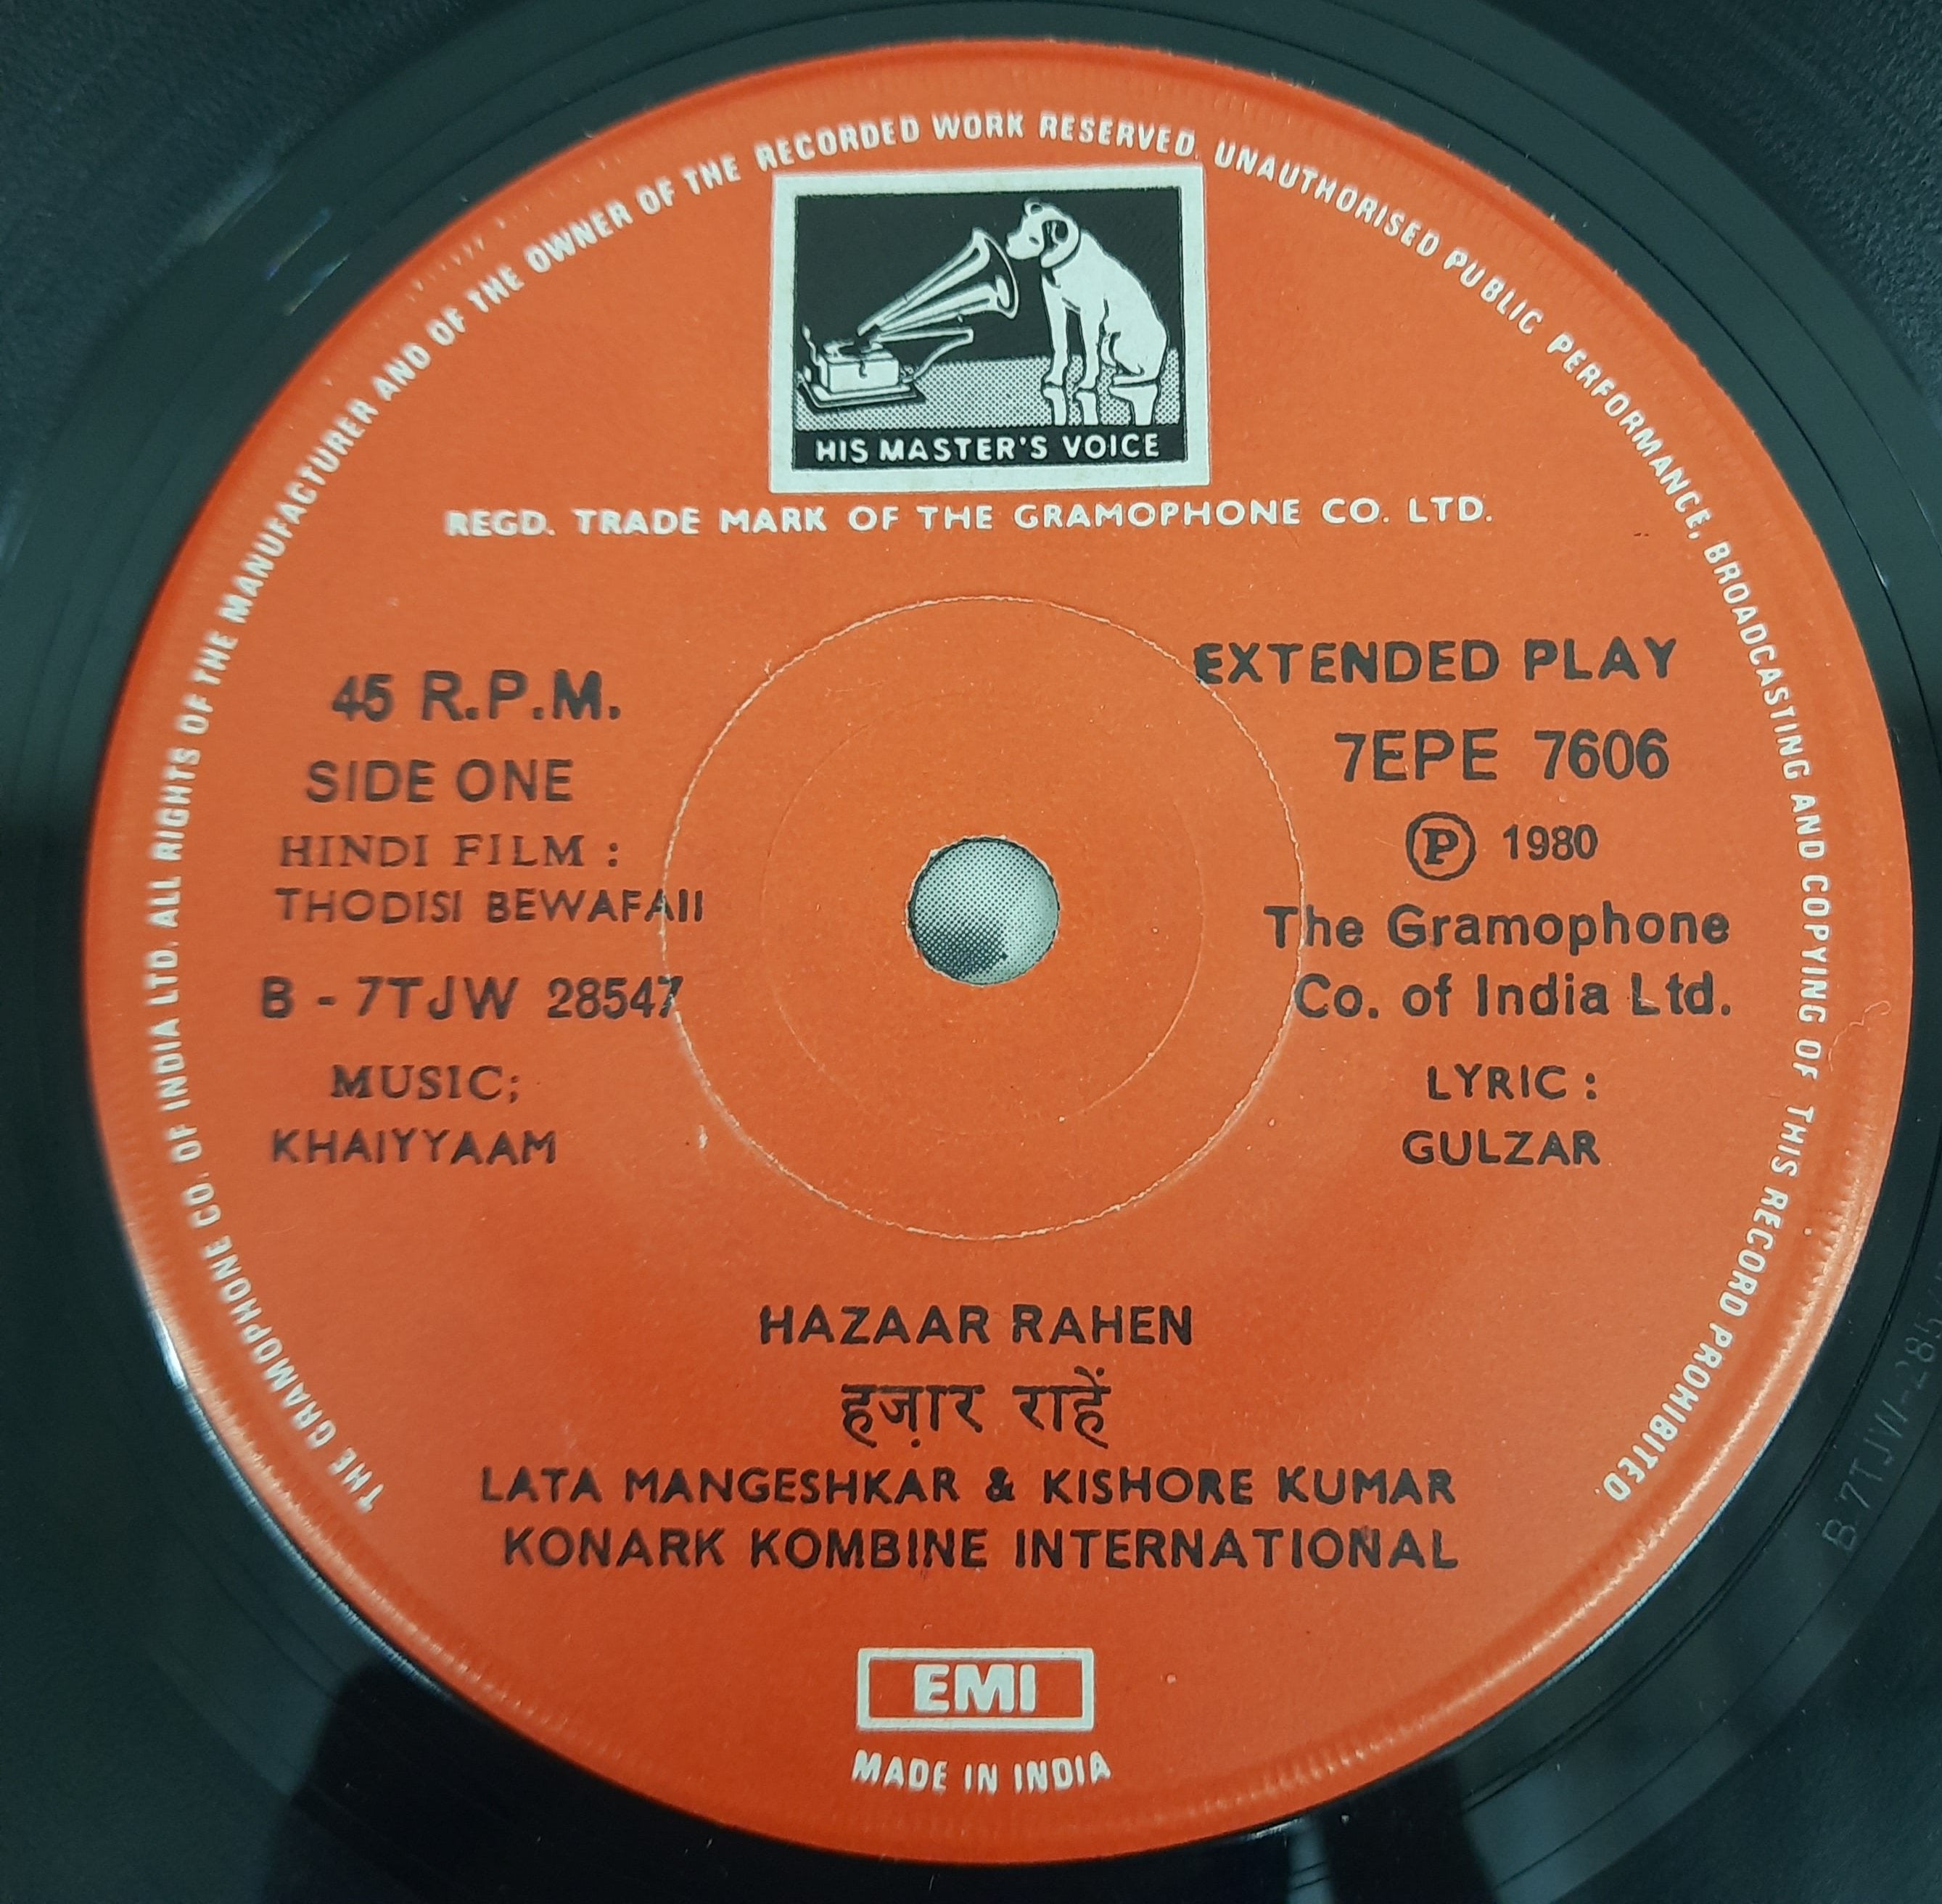 THE GRAMOPHONE CO. OF INDIA LTD. ALL RIGHTS OF THE MANUFACTURER AND OF THE OWNER OF THE RECORDED WORK RESERVED. UNAUTHORISED PUBLIC PERFORMANCE, BROADCASTING AND COPYING OF THIS RECORD PROHIBITED.
HIS MASTER'S VOICE
REGD. TRADE MARK OF THE GRAMOPHONE CO. LTD.
45 R.P.M.
SIDE ONE
HINDI FILM :
THODISI BEWAFAII
B - 7TJW 28547
MUSIC;
KHAIYYAAM
EXTENDED PLAY
7EPE 7606
Ⓟ 1980
The Gramophone
Co. of India Ltd.
LYRIC :
GULZAR
HAZAAR RAHEN
हज़ार राहें
LATA MANGESHKAR & KISHORE KUMAR
KONARK KOMBINE INTERNATIONAL
EMI
MADE IN INDIA